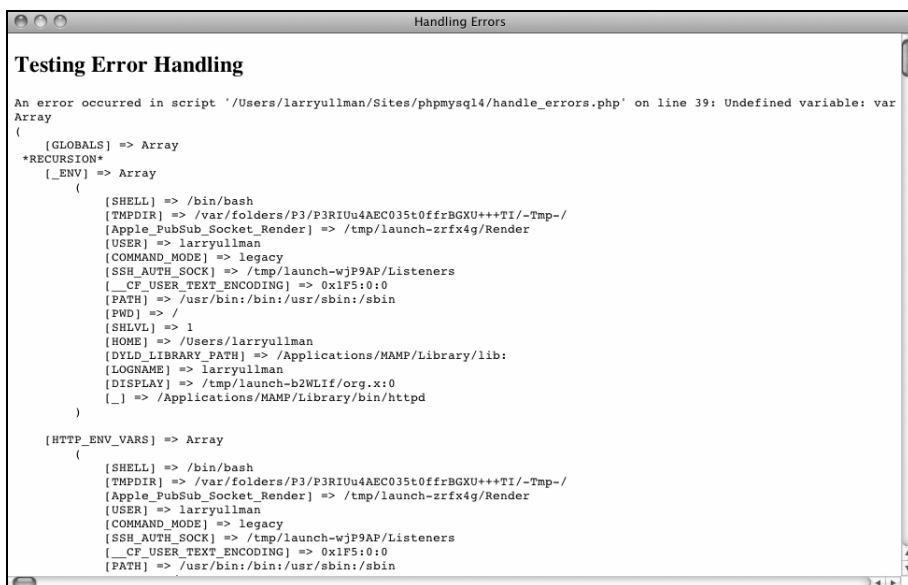 Handling Errors
Testing Error Handling
An error occurred in script '/Users/larryullman/Sites/phpmysql4/handle_errors.php' on line 39: Undefined variable: var
Array
(
    [GLOBALS] => Array
 *RECURSION*
    [_ENV] => Array
        (
            [SHELL] => /bin/bash
            [TMPDIR] => /var/folders/P3/P3RIUu4AEC035t0ffrBGXU+++TI/-Tmp-/
            [Apple_PubSub_Socket_Render] => /tmp/launch-zrfx4g/Render
            [USER] => larryullman
            [COMMAND_MODE] => legacy
            [SSH_AUTH_SOCK] => /tmp/launch-wjP9AP/Listeners
            [__CF_USER_TEXT_ENCODING] => 0x1F5:0:0
            [PATH] => /usr/bin:/bin:/usr/sbin:/sbin
            [PWD] => /
            [SHLVL] => 1
            [HOME] => /Users/larryullman
            [DYLD_LIBRARY_PATH] => /Applications/MAMP/Library/lib:
            [LOGNAME] => larryullman
            [DISPLAY] => /tmp/launch-b2WLIf/org.x:0
            [_] => /Applications/MAMP/Library/bin/httpd
        )
    [HTTP_ENV_VARS] => Array
        (
            [SHELL] => /bin/bash
            [TMPDIR] => /var/folders/P3/P3RIUu4AEC035t0ffrBGXU+++TI/-Tmp-/
            [Apple_PubSub_Socket_Render] => /tmp/launch-zrfx4g/Render
            [USER] => larryullman
            [COMMAND_MODE] => legacy
            [SSH_AUTH_SOCK] => /tmp/launch-wjP9AP/Listeners
            [__CF_USER_TEXT_ENCODING] => 0x1F5:0:0
            [PATH] => /usr/bin:/bin:/usr/sbin:/sbin